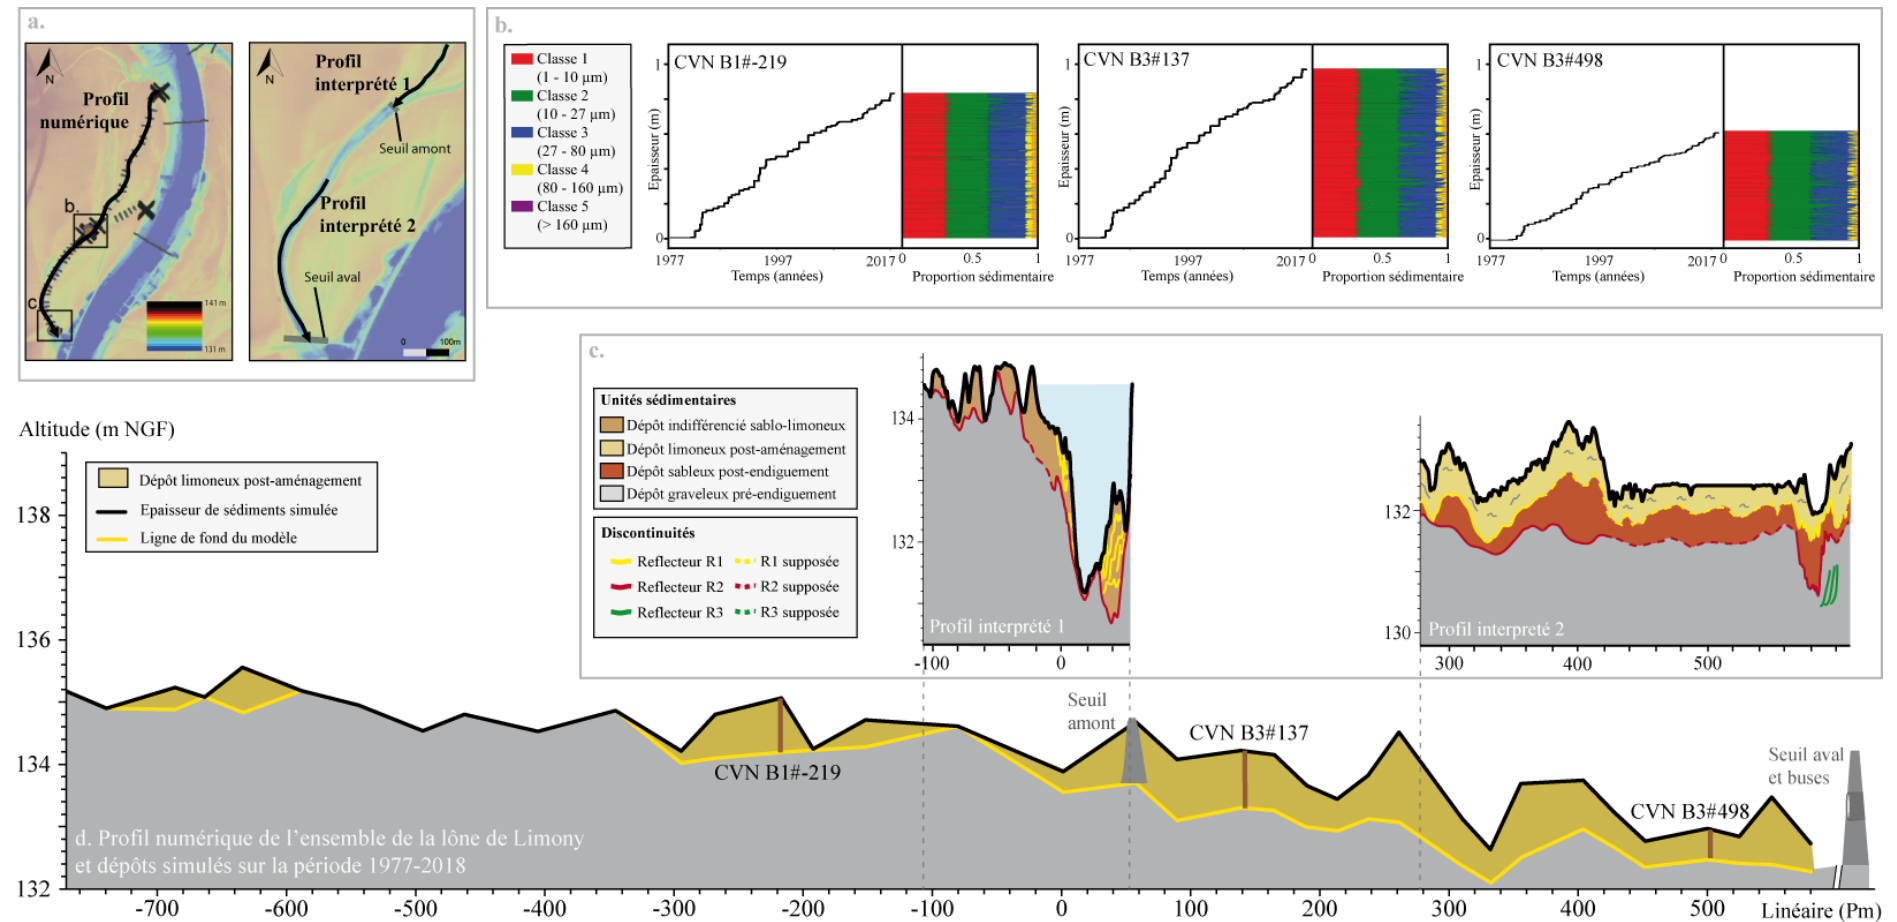 a.
N
Profil
numérique
b.
c
141 m
131 m
N
Profil
interprété 1
Seuil amont
Profil
interprété 2
Seuil aval
0 100m
b.
Classe 1
(1 - 10 µm)
Classe 2
(10 - 27 µm)
Classe 3
(27 - 80 µm)
Classe 4
(80 - 160 µm)
Classe 5
(> 160 µm)
CVN B1#-219
1
0
Epaisseur (m)
1977 1997 2017
Temps (années)
0 0.5 1
Proportion sédimentaire
CVN B3#137
1
0
Epaisseur (m)
1977 1997 2017
Temps (années)
0 0.5 1
Proportion sédimentaire
CVN B3#498
1
0
Epaisseur (m)
1977 1997 2017
Temps (années)
0 0.5 1
Proportion sédimentaire
c.
Unités sédimentaires
Dépôt indifférencié sablo-limoneux
Dépôt limoneux post-aménagement
Dépôt sableux post-endiguement
Dépôt graveleux pré-endiguement
Discontinuités
Reflecteur R1 R1 supposée
Reflecteur R2 R2 supposée
Reflecteur R3 R3 supposée
134
132
Profil interprété 1
-100 0
132
130
Profil interpreté 2
300 400 500
Altitude (m NGF)
138
136
134
132
Dépôt limoneux post-aménagement
Epaisseur de sédiments simulée
Ligne de fond du modèle
CVN B1#-219
Seuil
amont
CVN B3#137
CVN B3#498
Seuil aval
et buses
d. Profil numérique de l'ensemble de la lône de Limony
et dépôts simulés sur la période 1977-2018
-700 -600 -500 -400 -300 -200 -100 0 100 200 300 400 500 Linéaire (Pm)